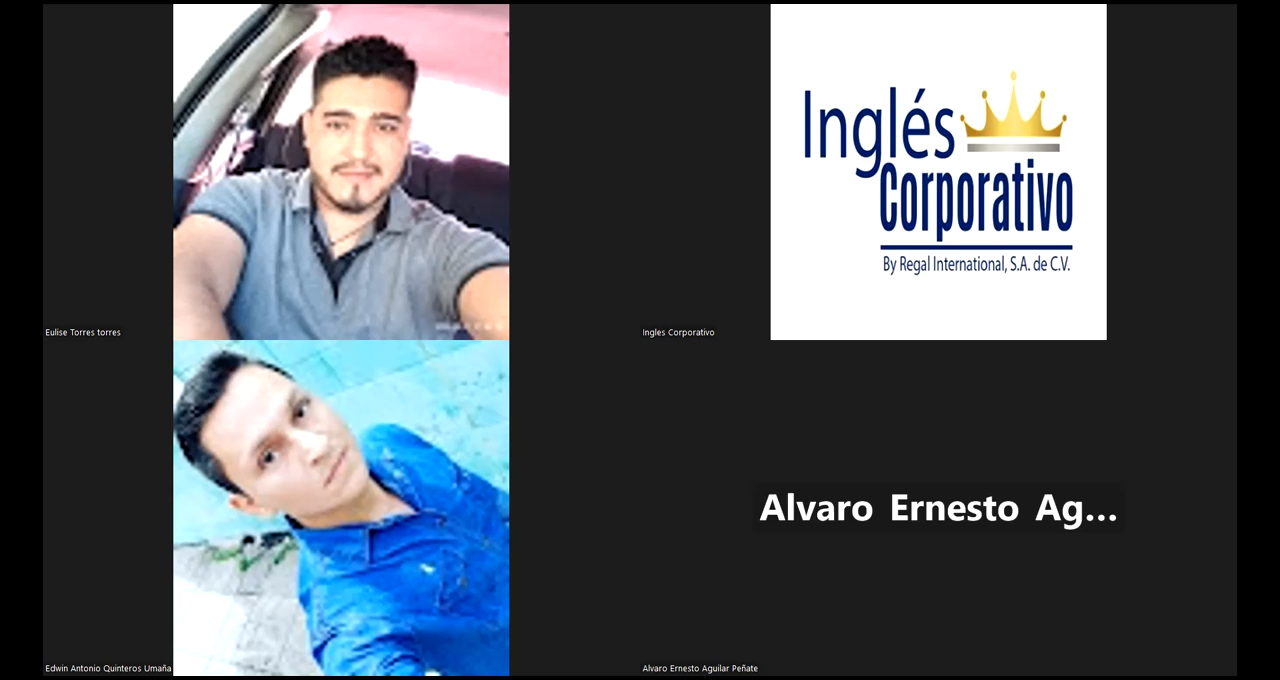 Inglés
Corporativo
By Regal International, S.A. de C.V.
Eulise Torres torres
Ingles Corporativo
Alvaro Ernesto Ag...
Edwin Antonio Quinteros Umaña
Alvaro Ernesto Aguilar Peñate